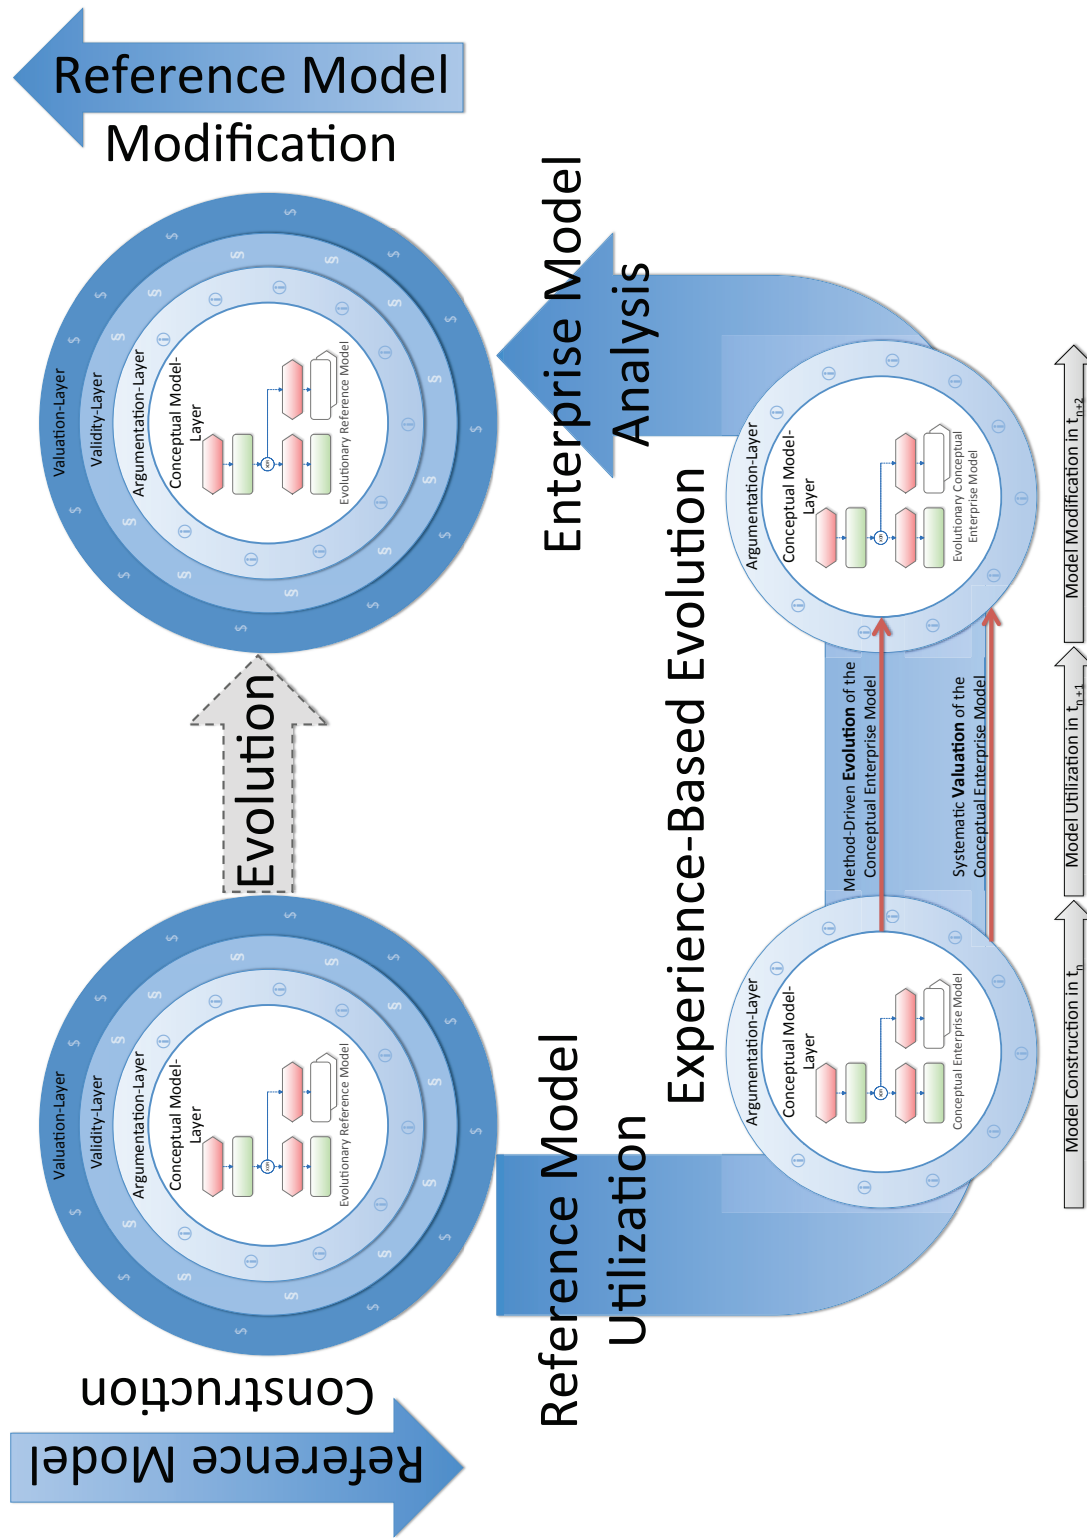 Reference Model
Construction
Valuation-Layer
Validity-Layer
Argumentation-Layer
Conceptual Model-
Layer
XOR
Evolutionary Reference Model
Evolution
Valuation-Layer
Validity-Layer
Argumentation-Layer
Conceptual Model-
Layer
XOR
Evolutionary Reference Model
Reference Model
Modification
Reference Model
Utilization
Experience-Based Evolution
Enterprise Model
Analysis
Argumentation-Layer
Conceptual Model-
Layer
XOR
Conceptual Enterprise Model
Method-Driven Evolution of the
Conceptual Enterprise Model
Systematic Valuation of the
Conceptual Enterprise Model
Argumentation-Layer
Conceptual Model-
Layer
XOR
Evolutionary Conceptual
Enterprise Model
Model Construction in tn
Model Utilization in tn+1
Model Modification in tn+2